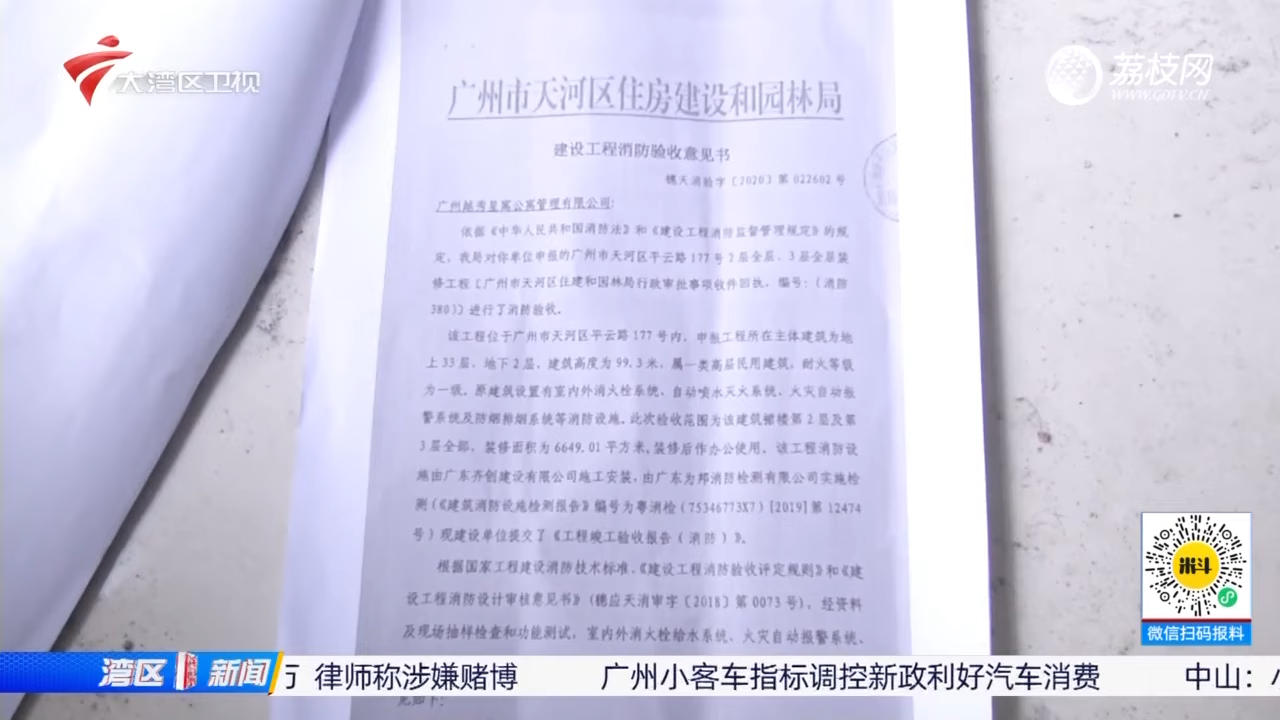 大湾区卫视
荔枝网
WWW.GDTV.CN
广州市天河区住房建设和园林局
建设工程消防验收意见书
穗天消验字〔2020〕第022602号
广州越秀星寓公寓管理有限公司:
依据《中华人民共和国消防法》和《建设工程消防监督管理规定》的规
定，我局对你单位申报的广州市天河区平云路177号2层全层、3层全层装
修工程〔广州市天河区住建和园林局行政审批事项收件回执，编号:（消防
380）〕进行了消防验收。
该工程位于广州市天河区平云路177号内，申报工程所在主体建筑为地
上33层、地下2层，建筑高度为99.3米，属一类高层民用建筑，耐火等级
为一级，原建筑设置有室内外消火栓系统、自动喷水灭火系统、火灾自动报
警系统及防烟排烟系统等消防设施。此次验收范围为该建筑裙楼第2层及第
3层全部，装修面积为6649.01平方米，装修后作办公使用。该工程消防设
施由广东齐创建设有限公司施工安装，由广东为邦消防检测有限公司实施检
测（《建筑消防设施检测报告》编号为粤消检（75346773X7）[2019]第12474
号）现建设单位提交了《工程竣工验收报告（消防）》。
根据国家工程建设消防技术标准、《建设工程消防验收评定规则》和《建
设工程消防设计审核意见书》（穗应天消审字〔2018〕第0073号），经资料
及现场抽样检查和功能测试，室内外消火栓给水系统、火灾自动报警系统、
见如下:
米斗
微信扫码报料
湾区 新闻
万 律师称涉嫌赌博 广州小客车指标调控新政利好汽车消费 中山: